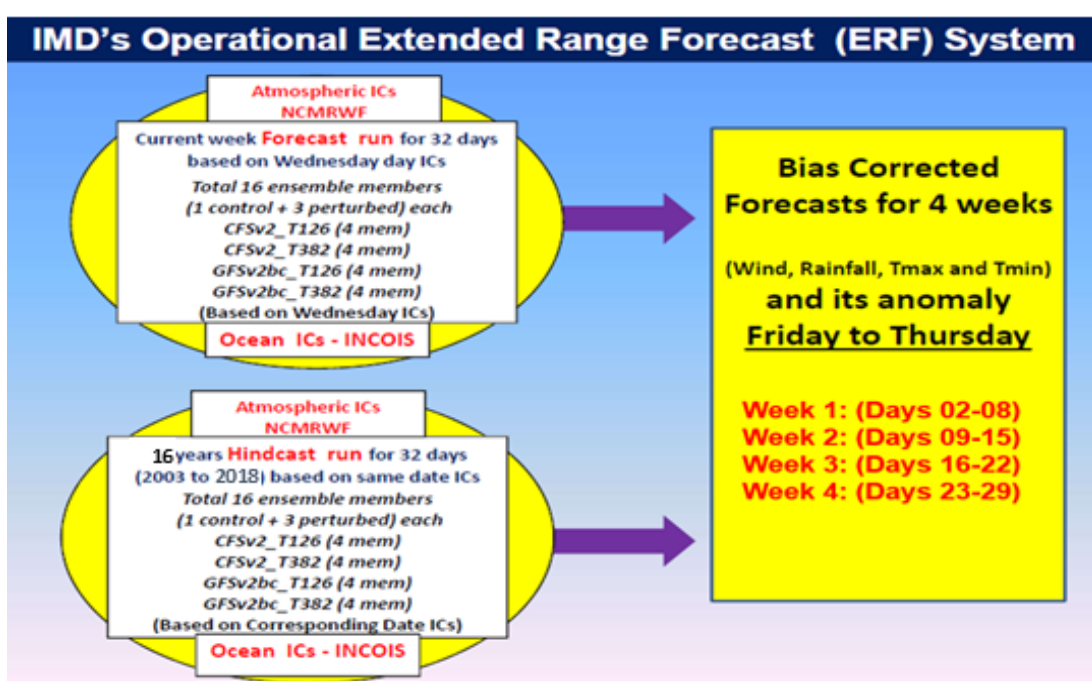 IMD's Operational Extended Range Forecast (ERF) System
Atmospheric ICs
NCMRWF
Current week Forecast run for 32 days
based on Wednesday day ICs
Total 16 ensemble members
(1 control + 3 perturbed) each
CFSv2_T126 (4 mem)
CFSv2_T382 (4 mem)
GFSv2bc_T126 (4 mem)
GFSv2bc_T382 (4 mem)
(Based on Wednesday ICs)
Ocean ICs - INCOIS
Atmospheric ICs
NCMRWF
16 years Hindcast run for 32 days
(2003 to 2018) based on same date ICs
Total 16 ensemble members
(1 control + 3 perturbed) each
CFSv2_T126 (4 mem)
CFSv2_T382 (4 mem)
GFSv2bc_T126 (4 mem)
GFSv2bc_T382 (4 mem)
(Based on Corresponding Date ICs)
Ocean ICs - INCOIS
Bias Corrected
Forecasts for 4 weeks
(Wind, Rainfall, Tmax and Tmin)
and its anomaly
Friday to Thursday
Week 1: (Days 02-08)
Week 2: (Days 09-15)
Week 3: (Days 16-22)
Week 4: (Days 23-29)